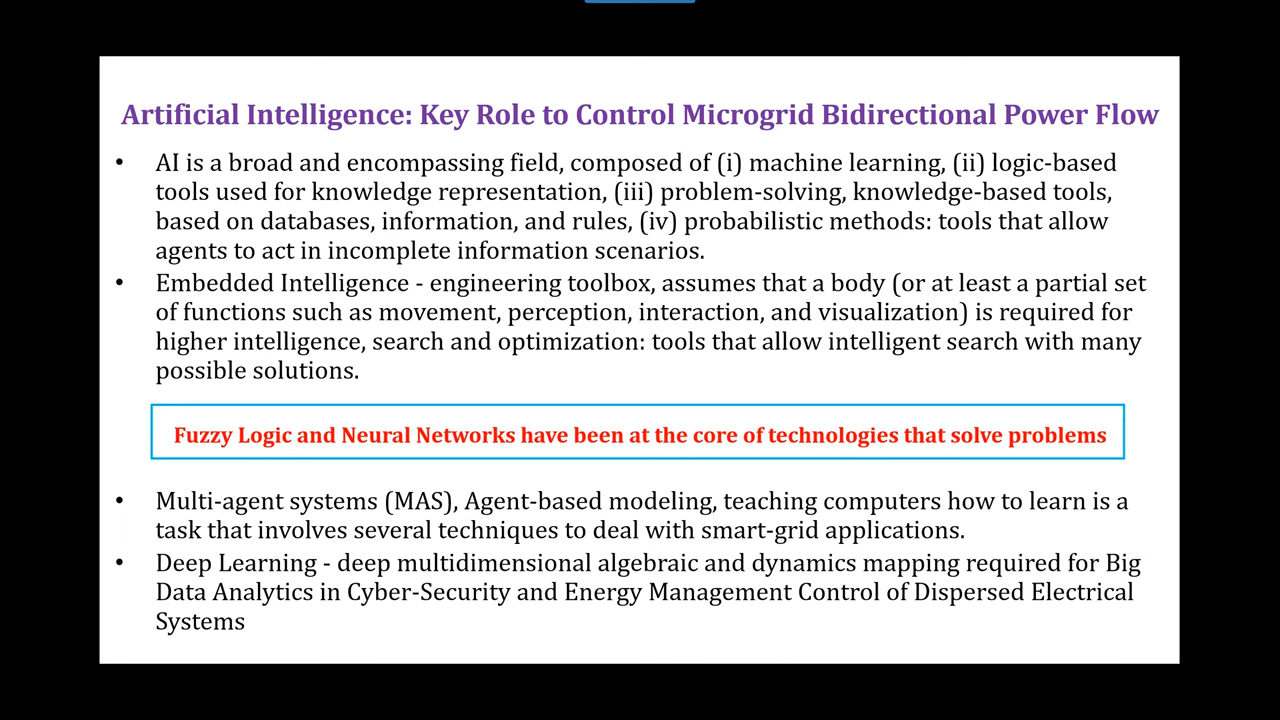 Artificial Intelligence: Key Role to Control Microgrid Bidirectional Power Flow
• AI is a broad and encompassing field, composed of (i) machine learning, (ii) logic-based
tools used for knowledge representation, (iii) problem-solving, knowledge-based tools,
based on databases, information, and rules, (iv) probabilistic methods: tools that allow
agents to act in incomplete information scenarios.
• Embedded Intelligence - engineering toolbox, assumes that a body (or at least a partial set
of functions such as movement, perception, interaction, and visualization) is required for
higher intelligence, search and optimization: tools that allow intelligent search with many
possible solutions.
Fuzzy Logic and Neural Networks have been at the core of technologies that solve problems
• Multi-agent systems (MAS), Agent-based modeling, teaching computers how to learn is a
task that involves several techniques to deal with smart-grid applications.
• Deep Learning - deep multidimensional algebraic and dynamics mapping required for Big
Data Analytics in Cyber-Security and Energy Management Control of Dispersed Electrical
Systems